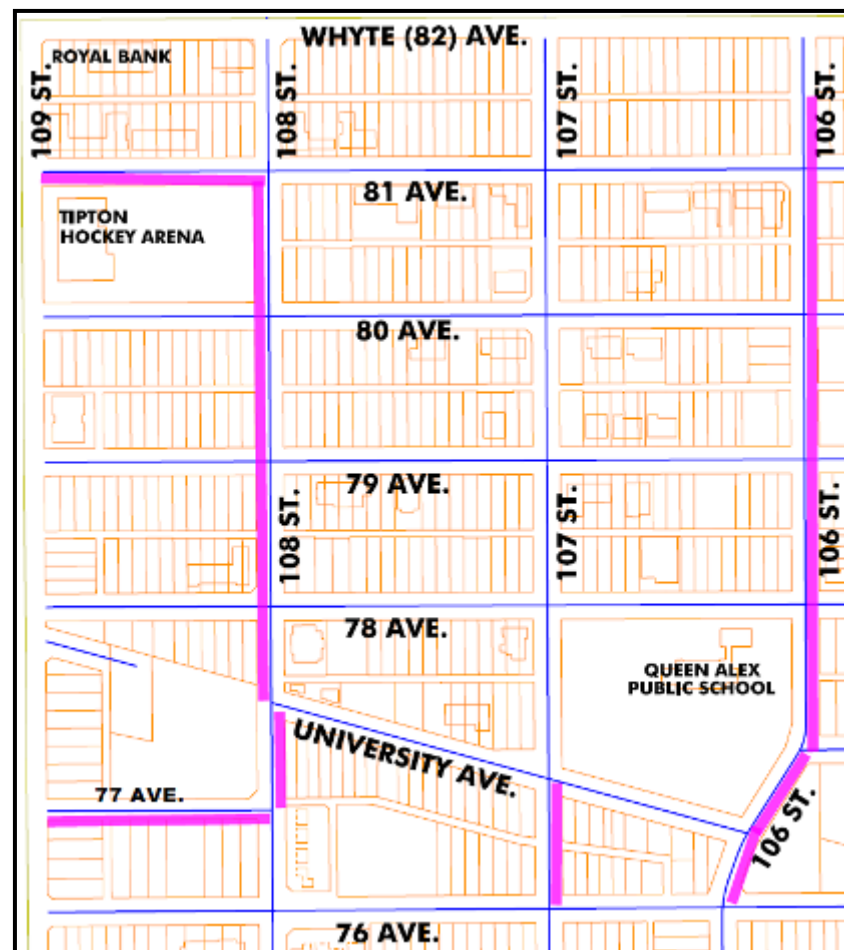 WHYTE (82) AVE.
ROYAL BANK
109 ST.
108 ST.
107 ST.
106 ST.
81 AVE.
TIPTON
HOCKEY ARENA
80 AVE.
79 AVE.
108 ST.
107 ST.
106 ST.
78 AVE.
QUEEN ALEX
PUBLIC SCHOOL
UNIVERSITY AVE.
77 AVE.
106 ST.
76 AVE.